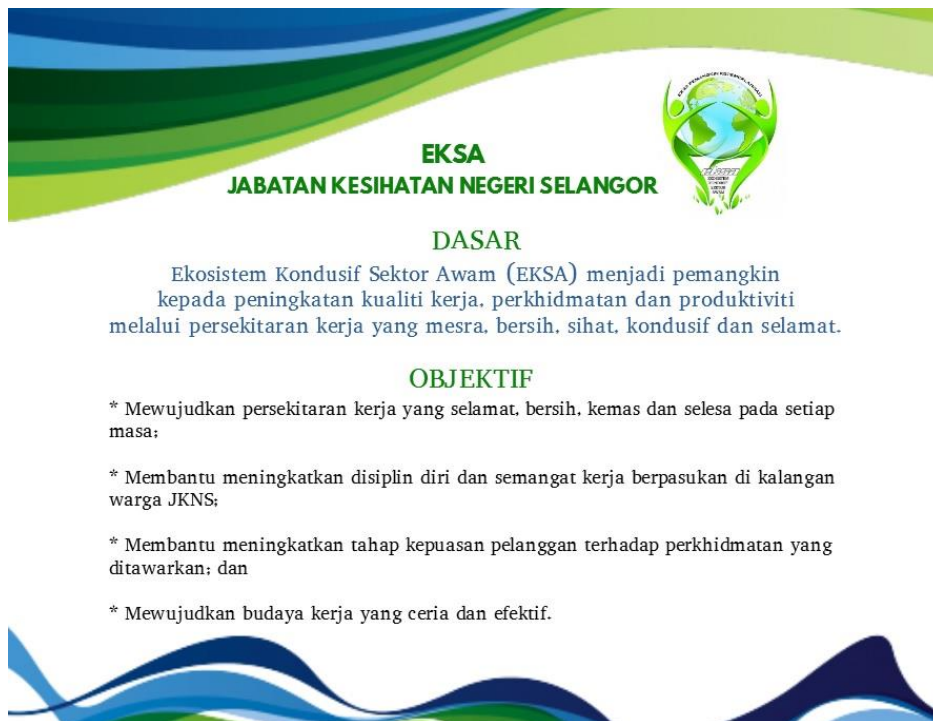 EKSA
JABATAN KESIHATAN NEGERI SELANGOR
DASAR
Ekosistem Kondusif Sektor Awam (EKSA) menjadi pemangkin
kepada peningkatan kualiti kerja, perkhidmatan dan produktiviti
melalui persekitaran kerja yang mesra, bersih, sihat, kondusif dan selamat.
OBJEKTIF
* Mewujudkan persekitaran kerja yang selamat, bersih, kemas dan selesa pada setiap
masa;
* Membantu meningkatkan disiplin diri dan semangat kerja berpasukan di kalangan
warga JKNS;
* Membantu meningkatkan tahap kepuasan pelanggan terhadap perkhidmatan yang
ditawarkan; dan
* Mewujudkan budaya kerja yang ceria dan efektif.